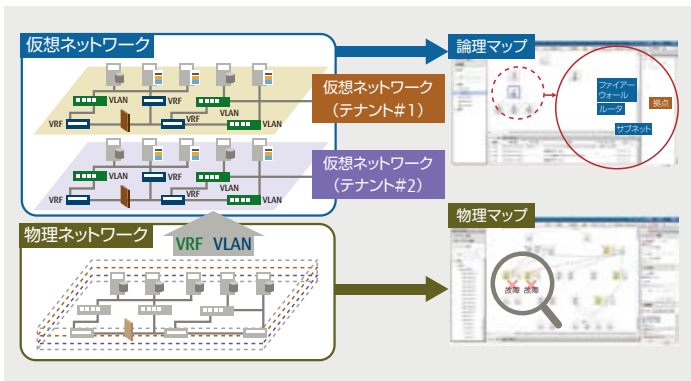 仮想ネットワーク
VLAN
VRF
VLAN
VRF
VRF
VLAN
VLAN
VRF
VLAN
VRF
VRF
VLAN
仮想ネットワーク
(テナント#1)
仮想ネットワーク
(テナント#2)
論理マップ
ファイアー
ウォール
ルータ
拠点
サブネット
物理ネットワーク
VRF VLAN
物理マップ
故障 故障